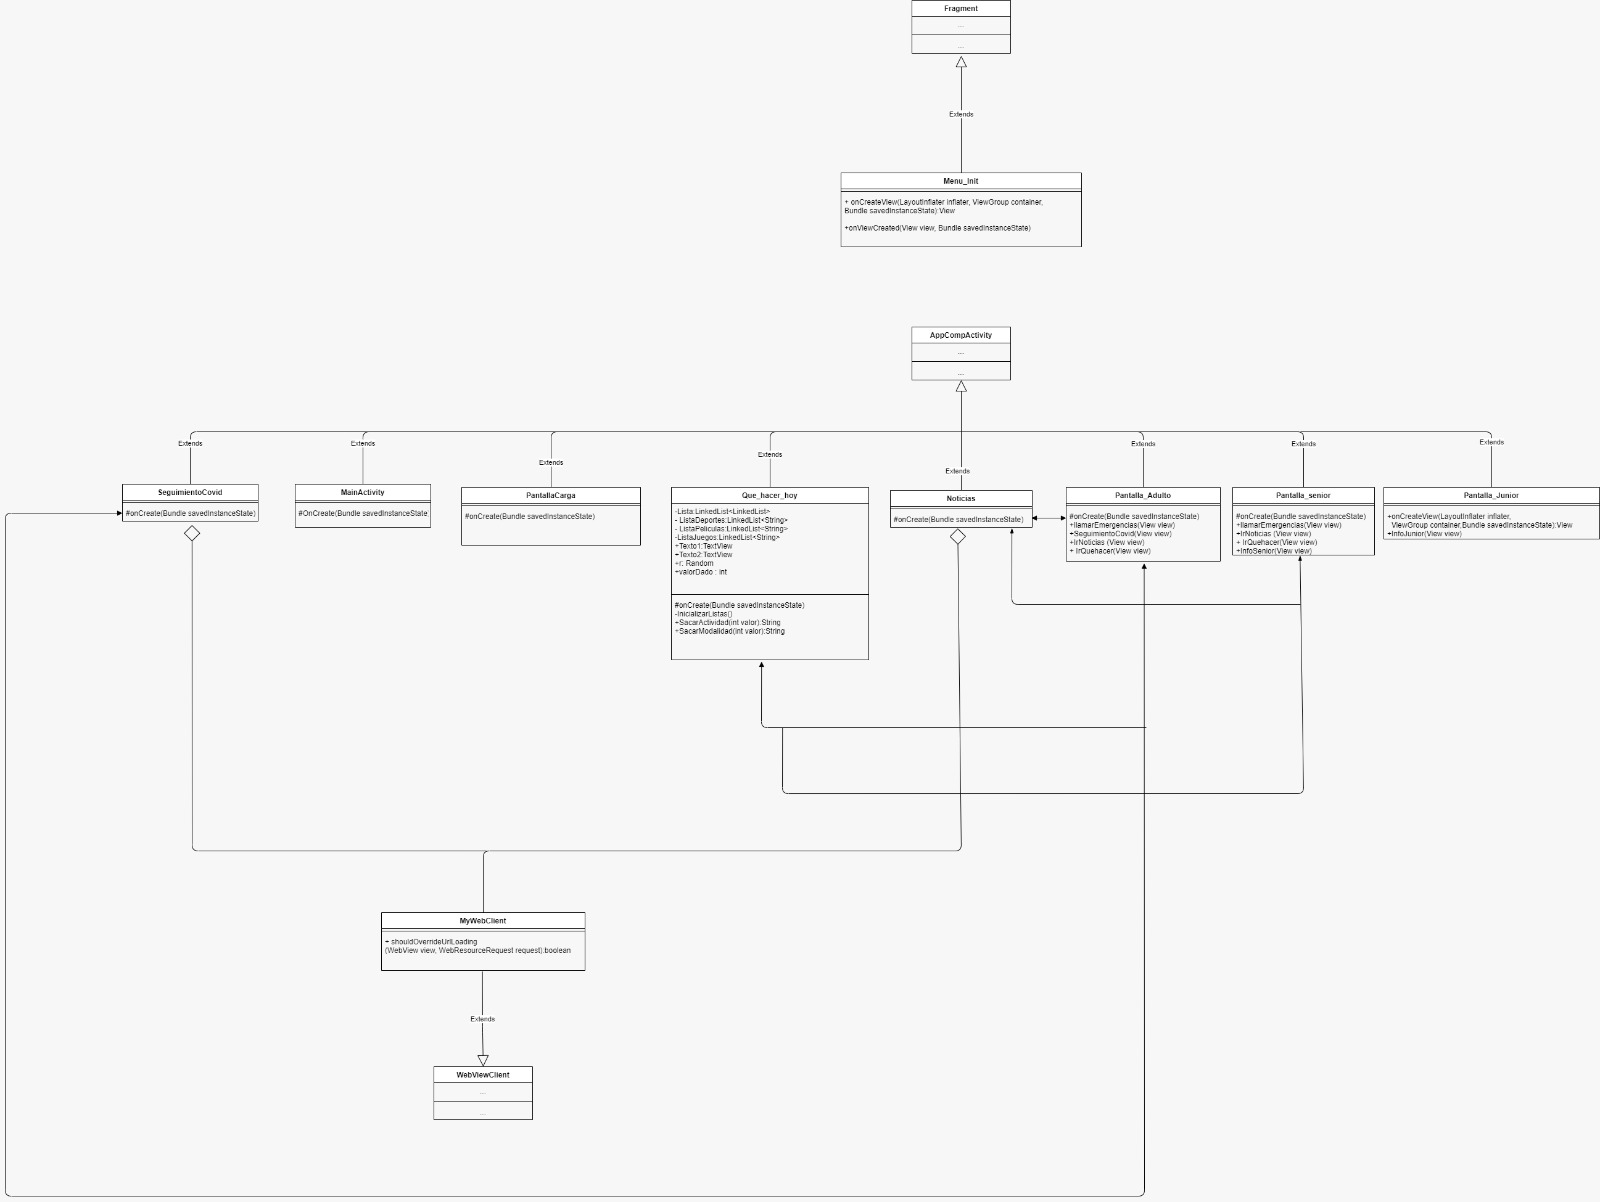 Fragment
...
...
Extends
Menu_Init
+ onCreateView(LayoutInflater inflater, ViewGroup container,
Bundle savedInstanceState):View
+onViewCreated(View view, Bundle savedInstanceState)
AppCompActivity
...
...
Extends
Extends
Extends
Extends
Extends
Extends
Extends
Extends
SeguimientoCovid
#onCreate(Bundle savedInstanceState)
MainActivity
#OnCreate(Bundle savedInstanceState)
PantallaCarga
#onCreate(Bundle savedInstanceState)
Que_hacer_hoy
-Lista:LinkedList<LinkedList>
- ListaDeportes:LinkedList<String>
- ListaPeliculas:LinkedList<String>
-ListaJuegos:LinkedList<String>
+Texto1:TextView
+Texto2:TextView
+r: Random
+valorDado : int
#onCreate(Bundle savedInstanceState)
-InicializarListas()
+SacarActividad(int valor):String
+SacarModalidad(int valor):String
Noticias
#onCreate(Bundle savedInstanceState)
Pantalla_Adulto
#onCreate(Bundle savedInstanceState)
+llamarEmergencias(View view)
+SeguimientoCovid(View view)
+IrNoticias (View view)
+ IrQuehacer(View view)
Pantalla_senior
#onCreate(Bundle savedInstanceState)
+llamarEmergencias(View view)
+IrNoticias (View view)
+ IrQuehacer(View view)
+InfoSenior(View view)
Pantalla_Junior
+onCreateView(LayoutInflater inflater,
ViewGroup container,Bundle savedInstanceState):View
+InfoJunior(View view)
MyWebClient
+ shouldOverrideUrlLoading
(WebView view, WebResourceRequest request):boolean
Extends
WebViewClient
...
...